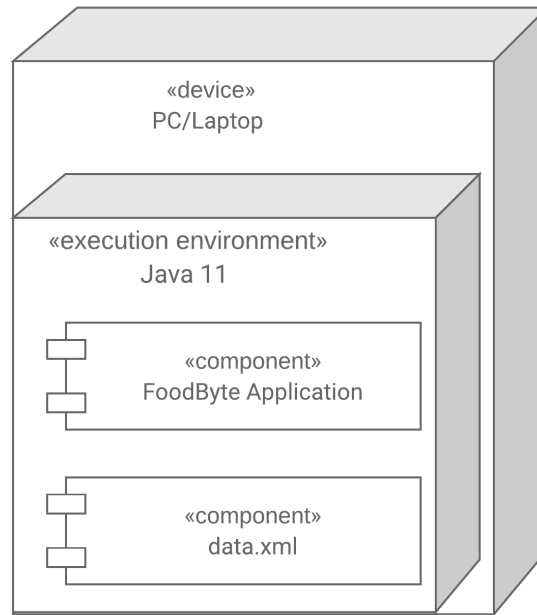 «device»
PC/Laptop
«execution environment»
Java 11
«component»
FoodByte Application
«component»
data.xml